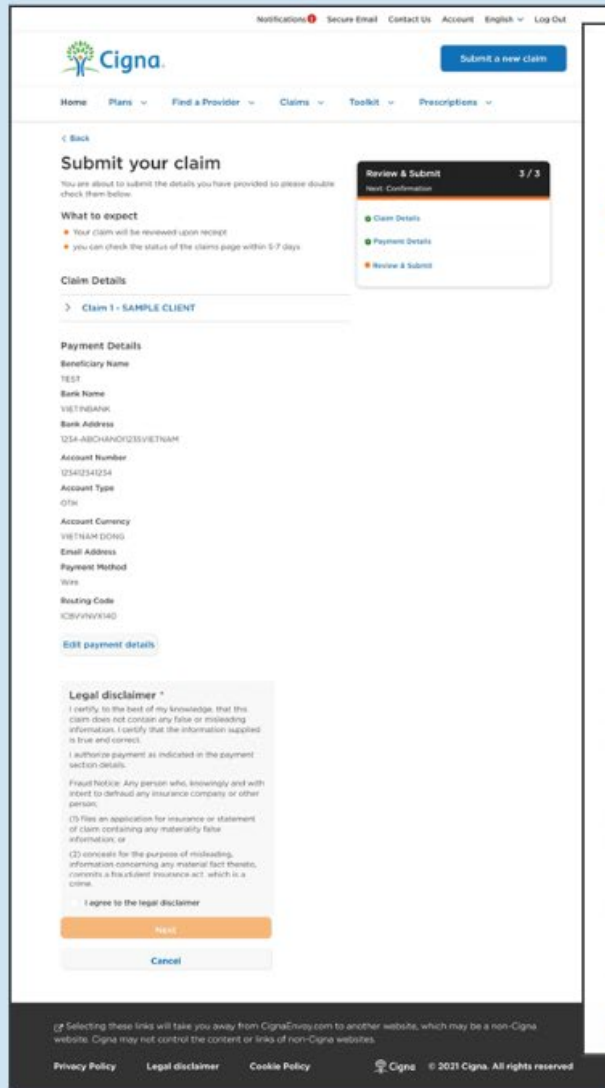 Notifications Secure Email Contact Us Account English Log Out
Cigna.
Submit a new claim
Home Plans Find a Provider Claims Toolkit Prescriptions
< Back
Submit your claim
You are about to submit the details you have provided so please double
check them below.
What to expect
Your claim will be reviewed upon receipt
you can check the status of the claims page within 5-7 days
Review & Submit 3 / 3
Next: Confirmation
Claim Details
Payment Details
Review & Submit
Claim Details
> Claim 1 - SAMPLE CLIENT
Payment Details
Beneficiary Name
TEST
Bank Name
VIETINBANK
Bank Address
Account Number
123412341234
Account Type
OTH
Account Currency
VIETNAM DONG
Email Address
Payment Method
Wire
Routing Code
Edit payment details
Legal disclaimer *
I certify, to the best of my knowledge, that this
claim does not contain any false or misleading
information. I certify that the information supplied
is true and correct.
I authorize payment as indicated in the payment
section details.
Fraud Notice: Any person who, knowingly and with
intent to defraud any insurance company or other
person;
(1) files an application for insurance or statement
of claim containing any materiality false
information; or
(2) conceals for the purpose of misleading,
information concerning any material fact thereto,
commits a fraudulent insurance act, which is a
crime.
I agree to the legal disclaimer
Next
Cancel
Selecting these links will take you away from CignaEnvoy.com to another website, which may be a non-Cigna
website. Cigna may not control the content or links of non-Cigna websites.
Privacy Policy Legal disclaimer Cookie Policy Cigna © 2021 Cigna. All rights reserved